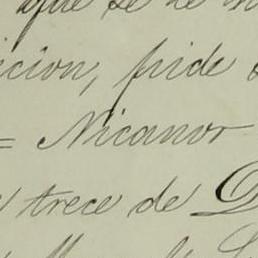 que se le
icion, pide
= Nicanor
trece de D